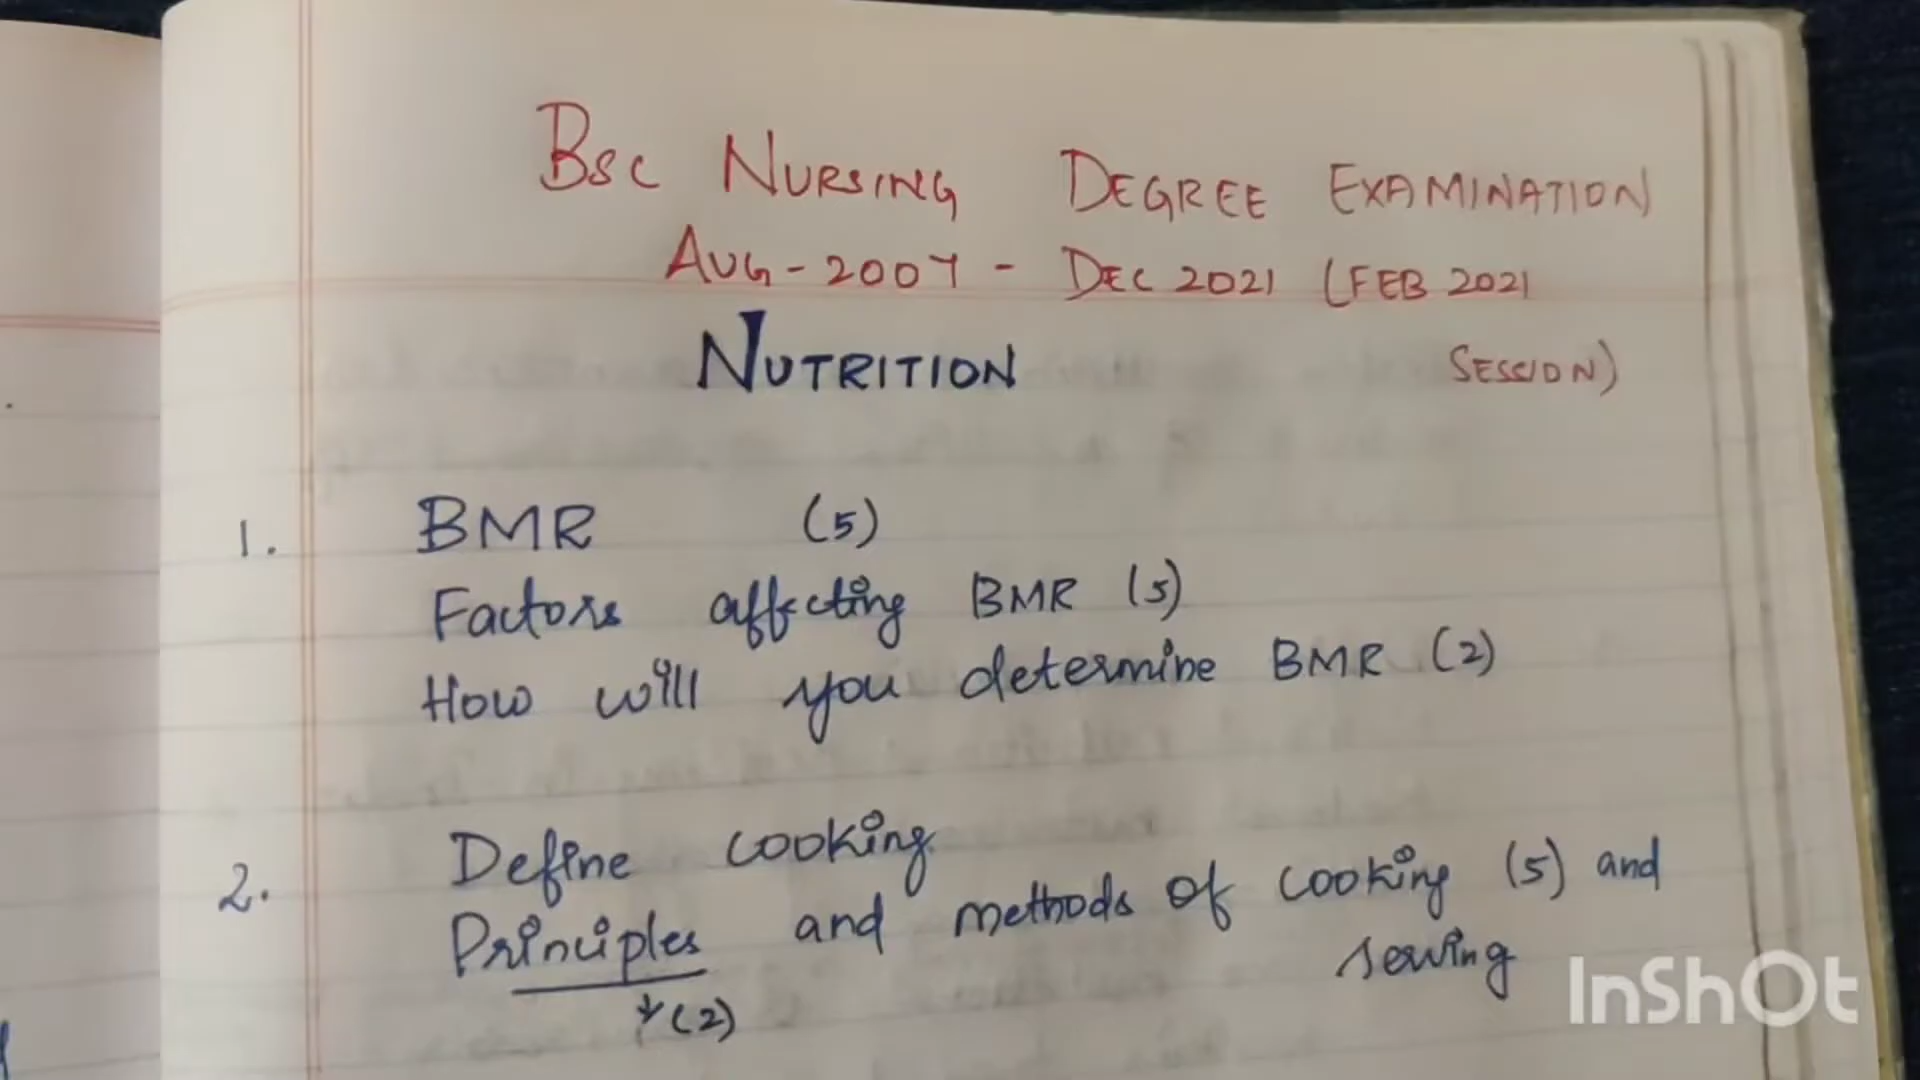 BSC NURSING DEGREE EXAMINATION
AUG - 2007 - DEC 2021 (FEB 2021
NUTRITION SESSION)
1. BMR (5)
Factors affecting BMR (5)
How will you determine BMR (2)
2. Define cooking
Principles and methods of cooking (5) and
serving
(2)
InShOt